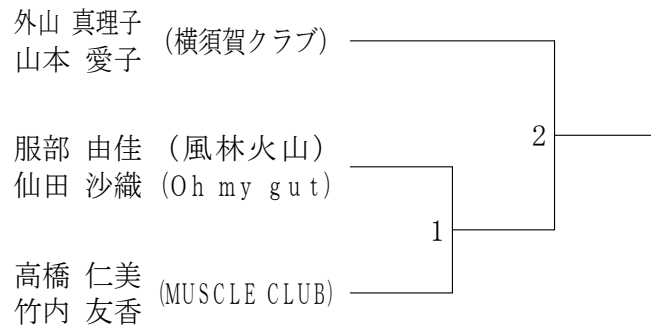 外山 真理子
山本 愛子
(横須賀クラブ)
2
服部 由佳 (風林火山)
仙田 沙織 (Oh my gut)
1
高橋 仁美
竹内 友香
(MUSCLE CLUB)